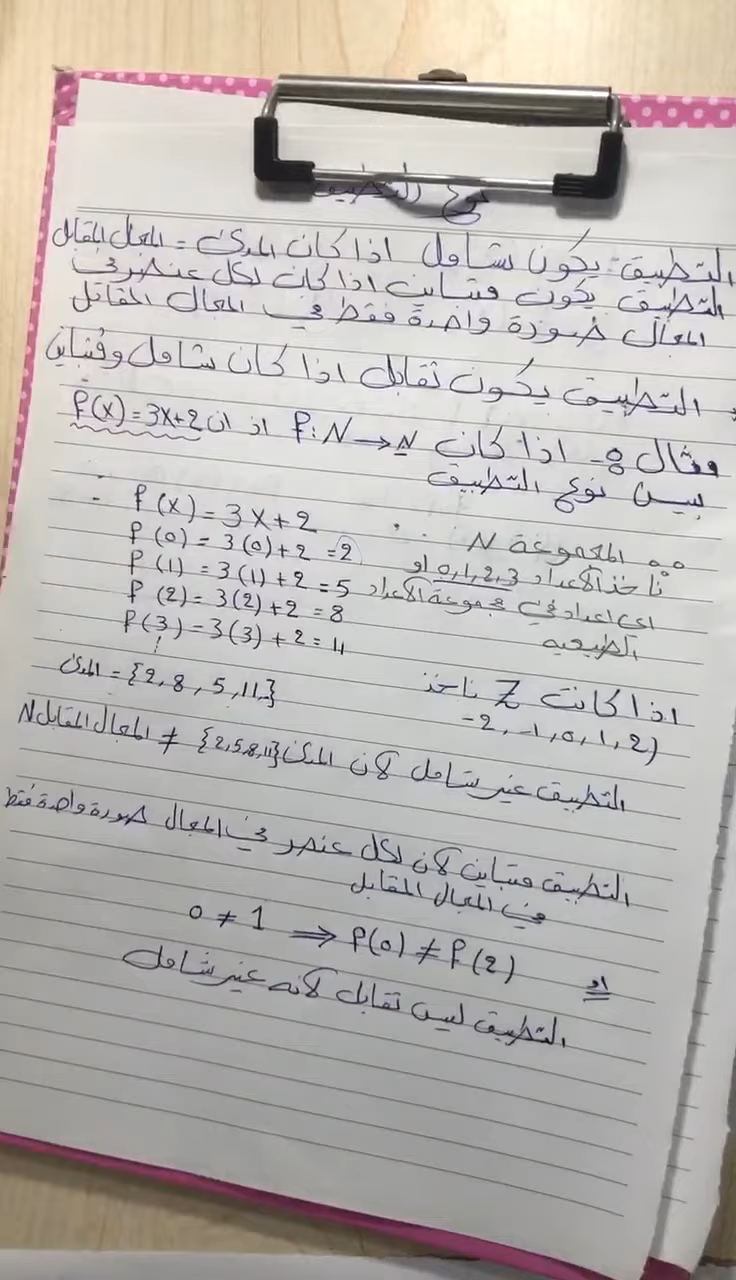 نوع التطبيق
التطبيق يكون شامل اذا كان المدى = المجال المقابل
التطبيق يكون متباين اذا كان لكل عنصر في
المجال صورة واحدة فقط في المجال المقابل
التطبيق يكون تقابل اذا كان شامل ومتباين
مثال 8- اذا كان f: N → N اذ ان f(x) = 3x+2
بين نوع التطبيق
f(x) = 3x+2
f(0) = 3(0)+2 = 2
f(1) = 3(1)+2 = 5
f(2) = 3(2)+2 = 8
f(3) = 3(3)+2 = 11
المجموعة N
ناخذ الأعداد 0,1,2,3 او
اي اعداد في مجموعة الأعداد
الطبيعيه
المدى = {2, 8, 5, 11..}
اذا كانت Z ناخذ
-2, -1, 0, 1, 2)
التطبيق غير شامل لان المدى {2,5,8,11} ≠ المجال المقابل N
التطبيق متباين لان لكل عنصر في المجال صورة واحدة فقط
في المجال المقابل
او 0 ≠ 1 ⇒ f(0) ≠ f(2)
التطبيق ليس تقابل لأنه غير شامل